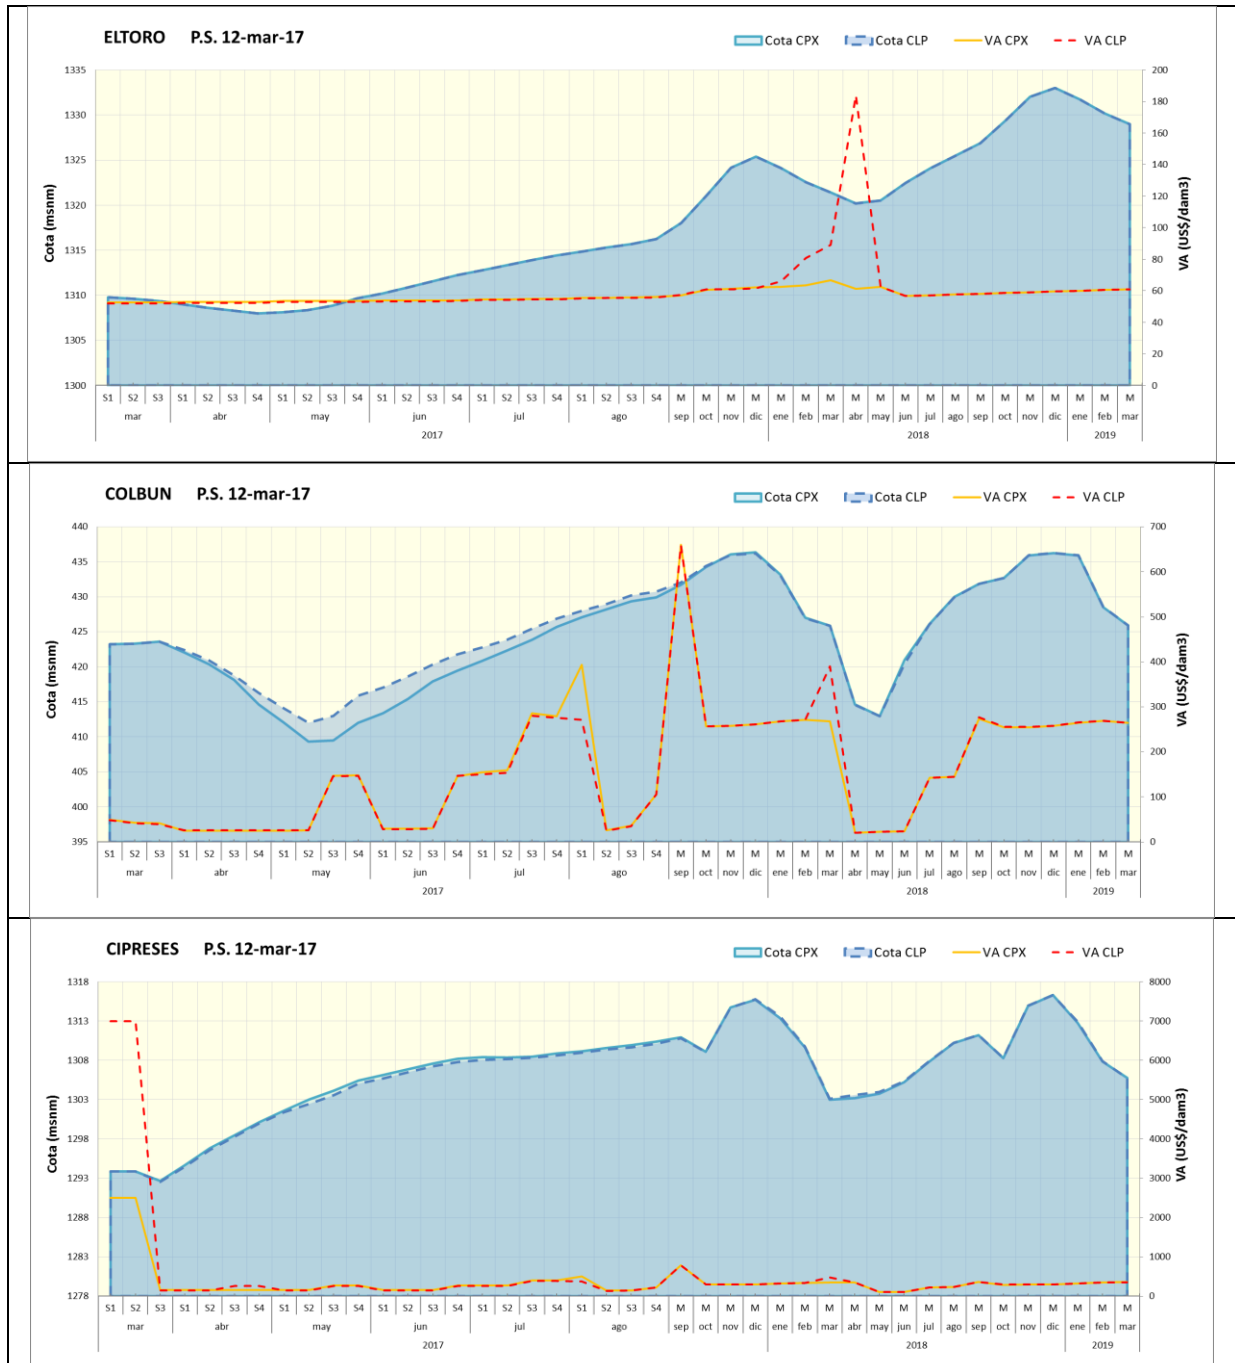 ELTORO P.S. 12-mar-17
Cota CPX Cota CLP VA CPX VA CLP
1335 200
1330 180
160
1325 140
1320 120
1315 100
80
1310 60
1305 40
20
1300 0
Cota (msnm)
VA (US$/dam3)
S1 S2 S3 S1 S2 S3 S4 S1 S2 S3 S4 S1 S2 S3 S4 S1 S2 S3 S4 S1 S2 S3 S4 M M M M M M M M M M M M M M M M M M M
mar abr may jun jul ago sep oct nov dic ene feb mar abr may jun jul ago sep oct nov dic ene feb mar
2017 2018 2019
COLBUN P.S. 12-mar-17
Cota CPX Cota CLP VA CPX VA CLP
440 700
435
430 600
425 500
420 400
415
410 300
405 200
400 100
395 0
Cota (msnm)
VA (US$/dam3)
S1 S2 S3 S1 S2 S3 S4 S1 S2 S3 S4 S1 S2 S3 S4 S1 S2 S3 S4 S1 S2 S3 S4 M M M M M M M M M M M M M M M M M M M
mar abr may jun jul ago sep oct nov dic ene feb mar abr may jun jul ago sep oct nov dic ene feb mar
2017 2018 2019
CIPRESES P.S. 12-mar-17
Cota CPX Cota CLP VA CPX VA CLP
1318 8000
1313 7000
1308 6000
1303 5000
1298 4000
1293 3000
1288 2000
1283 1000
1278 0
Cota (msnm)
VA (US$/dam3)
S1 S2 S3 S1 S2 S3 S4 S1 S2 S3 S4 S1 S2 S3 S4 S1 S2 S3 S4 S1 S2 S3 S4 M M M M M M M M M M M M M M M M M M M
mar abr may jun jul ago sep oct nov dic ene feb mar abr may jun jul ago sep oct nov dic ene feb mar
2017 2018 2019